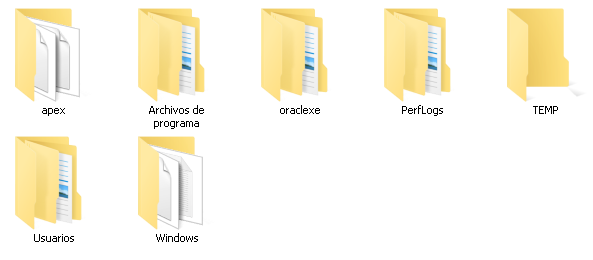 apex
Archivos de
programa
oraclexe
PerfLogs
TEMP
Usuarios
Windows